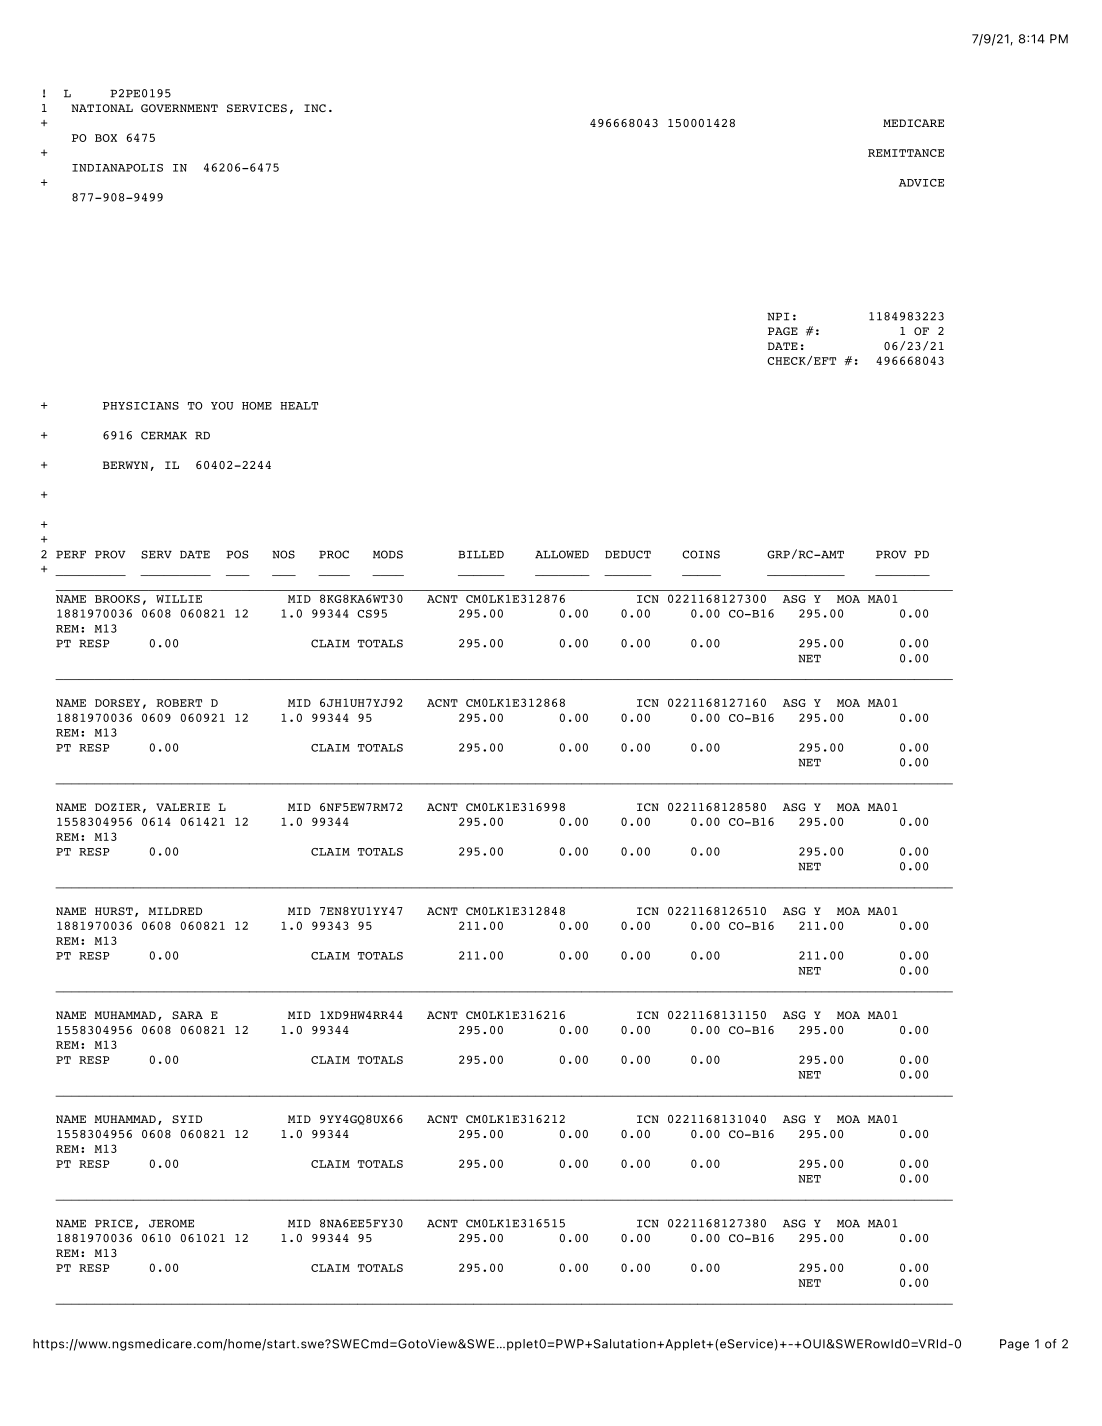 7/9/21, 8:14 PM
! L P2PE0195
1 NATIONAL GOVERNMENT SERVICES, INC.
+ 496668043 150001428 MEDICARE
PO BOX 6475
+ REMITTANCE
INDIANAPOLIS IN 46206-6475
+ ADVICE
877-908-9499
NPI: 1184983223
PAGE #: 1 OF 2
DATE: 06/23/21
CHECK/EFT #: 496668043
+ PHYSICIANS TO YOU HOME HEALT
+ 6916 CERMAK RD
+ BERWYN, IL 60402-2244
+
+
+
2 PERF PROV SERV DATE POS NOS PROC MODS BILLED ALLOWED DEDUCT COINS GRP/RC-AMT PROV PD
+
NAME BROOKS, WILLIE MID 8KG8KA6WT30 ACNT CM0LK1E312876 ICN 0221168127300 ASG Y MOA MA01
1881970036 0608 060821 12 1.0 99344 CS95 295.00 0.00 0.00 0.00 CO-B16 295.00 0.00
REM: M13
PT RESP 0.00 CLAIM TOTALS 295.00 0.00 0.00 0.00 295.00 0.00
NET 0.00
NAME DORSEY, ROBERT D MID 6JH1UH7YJ92 ACNT CM0LK1E312868 ICN 0221168127160 ASG Y MOA MA01
1881970036 0609 060921 12 1.0 99344 95 295.00 0.00 0.00 0.00 CO-B16 295.00 0.00
REM: M13
PT RESP 0.00 CLAIM TOTALS 295.00 0.00 0.00 0.00 295.00 0.00
NET 0.00
NAME DOZIER, VALERIE L MID 6NF5EW7RM72 ACNT CM0LK1E316998 ICN 0221168128580 ASG Y MOA MA01
1558304956 0614 061421 12 1.0 99344 295.00 0.00 0.00 0.00 CO-B16 295.00 0.00
REM: M13
PT RESP 0.00 CLAIM TOTALS 295.00 0.00 0.00 0.00 295.00 0.00
NET 0.00
NAME HURST, MILDRED MID 7EN8YU1YY47 ACNT CM0LK1E312848 ICN 0221168126510 ASG Y MOA MA01
1881970036 0608 060821 12 1.0 99343 95 211.00 0.00 0.00 0.00 CO-B16 211.00 0.00
REM: M13
PT RESP 0.00 CLAIM TOTALS 211.00 0.00 0.00 0.00 211.00 0.00
NET 0.00
NAME MUHAMMAD, SARA E MID 1XD9HW4RR44 ACNT CM0LK1E316216 ICN 0221168131150 ASG Y MOA MA01
1558304956 0608 060821 12 1.0 99344 295.00 0.00 0.00 0.00 CO-B16 295.00 0.00
REM: M13
PT RESP 0.00 CLAIM TOTALS 295.00 0.00 0.00 0.00 295.00 0.00
NET 0.00
NAME MUHAMMAD, SYID MID 9YY4GQ8UX66 ACNT CM0LK1E316212 ICN 0221168131040 ASG Y MOA MA01
1558304956 0608 060821 12 1.0 99344 295.00 0.00 0.00 0.00 CO-B16 295.00 0.00
REM: M13
PT RESP 0.00 CLAIM TOTALS 295.00 0.00 0.00 0.00 295.00 0.00
NET 0.00
NAME PRICE, JEROME MID 8NA6EE5FY30 ACNT CM0LK1E316515 ICN 0221168127380 ASG Y MOA MA01
1881970036 0610 061021 12 1.0 99344 95 295.00 0.00 0.00 0.00 CO-B16 295.00 0.00
REM: M13
PT RESP 0.00 CLAIM TOTALS 295.00 0.00 0.00 0.00 295.00 0.00
NET 0.00
https://www.ngsmedicare.com/home/start.swe?SWECmd=GotoView&SWE…pplet0=PWP+Salutation+Applet+(eService)+-+OUI&SWERowId0=VRId-0 Page 1 of 2